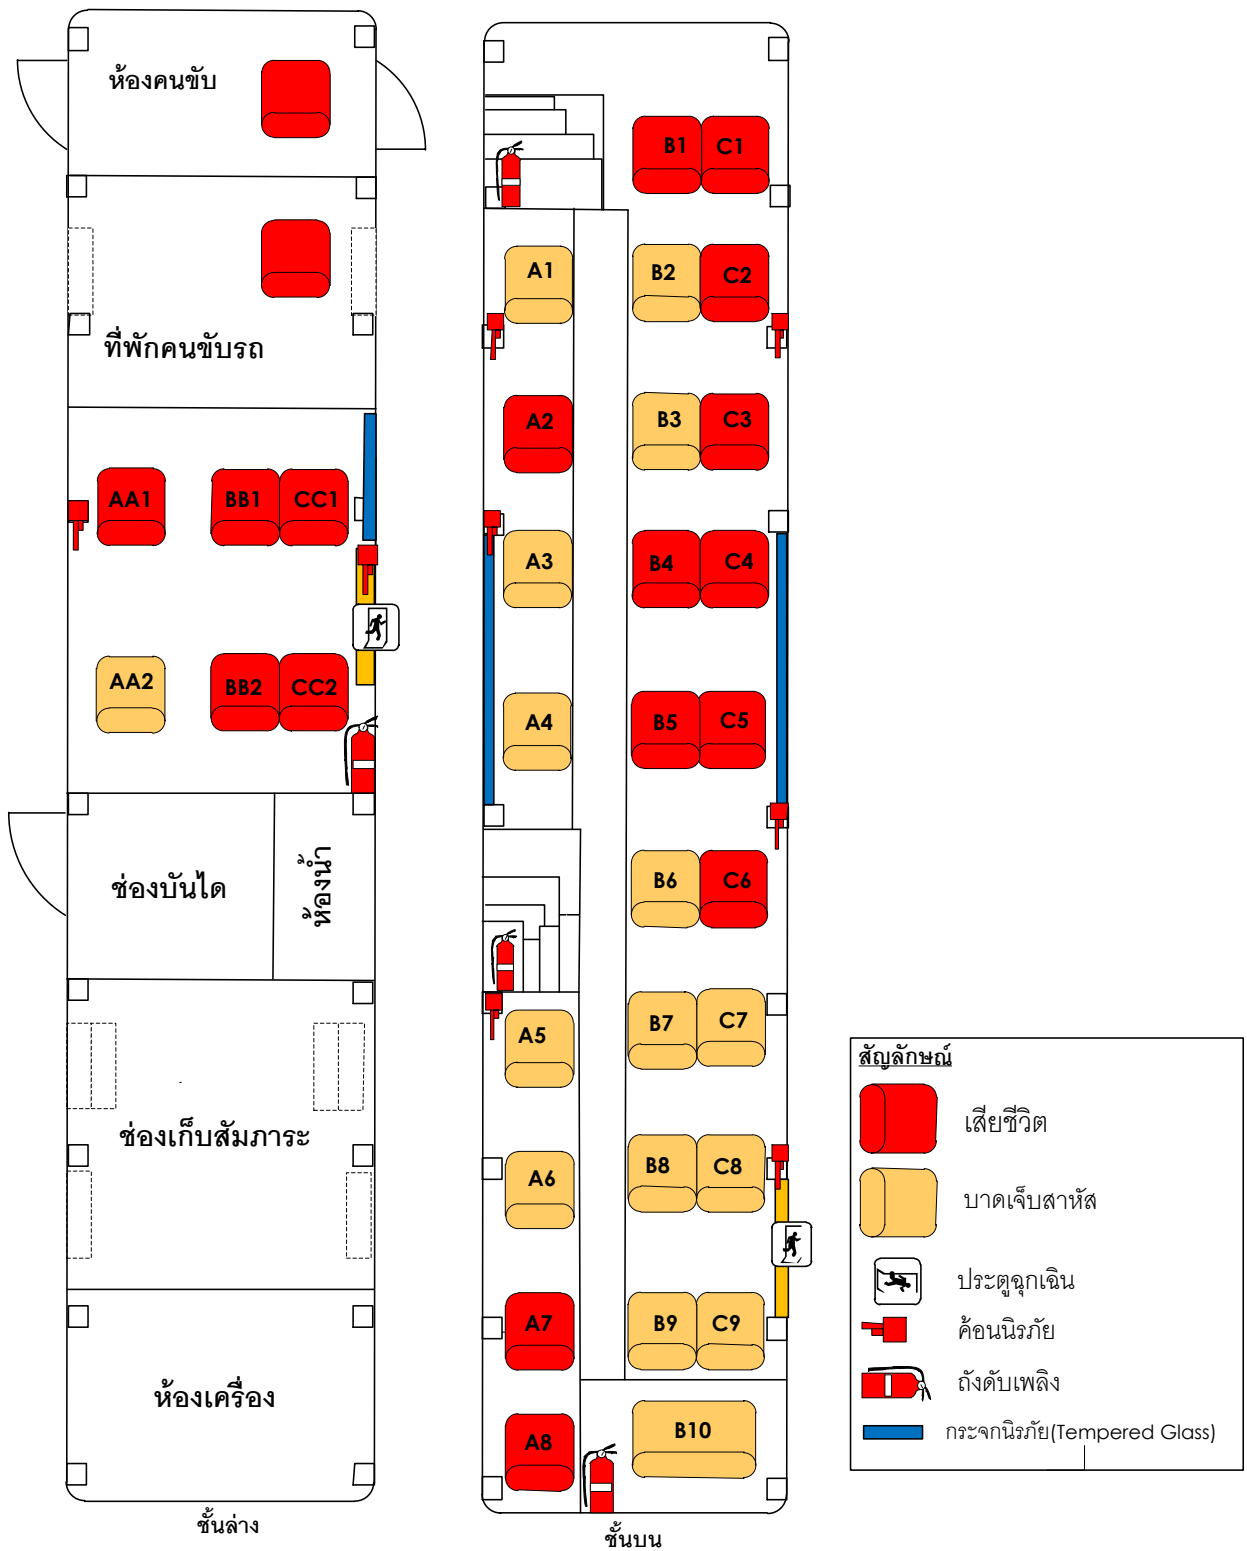 ห้องคนขับ
ที่พักคนขับรถ
AA1
BB1
CC1
AA2
BB2
CC2
ช่องบันได
ห้องน้ำ
ช่องเก็บสัมภาระ
ห้องเครื่อง
ชั้นล่าง
B1
C1
A1
B2
C2
A2
B3
C3
A3
B4
C4
A4
B5
C5
B6
C6
A5
B7
C7
A6
B8
C8
A7
B9
C9
A8
B10
ชั้นบน
สัญลักษณ์
เสียชีวิต
บาดเจ็บสาหัส
ประตูฉุกเฉิน
ค้อนนิรภัย
ถังดับเพลิง
กระจกนิรภัย(Tempered Glass)